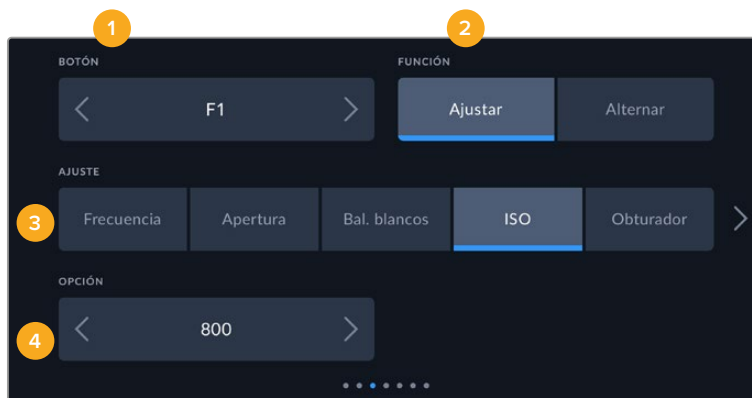 1 2
BOTÓN FUNCIÓN
F1 Ajustar Alternar
AJUSTE
3 Frecuencia Apertura Bal. blancos ISO Obturador
OPCIÓN
4 800